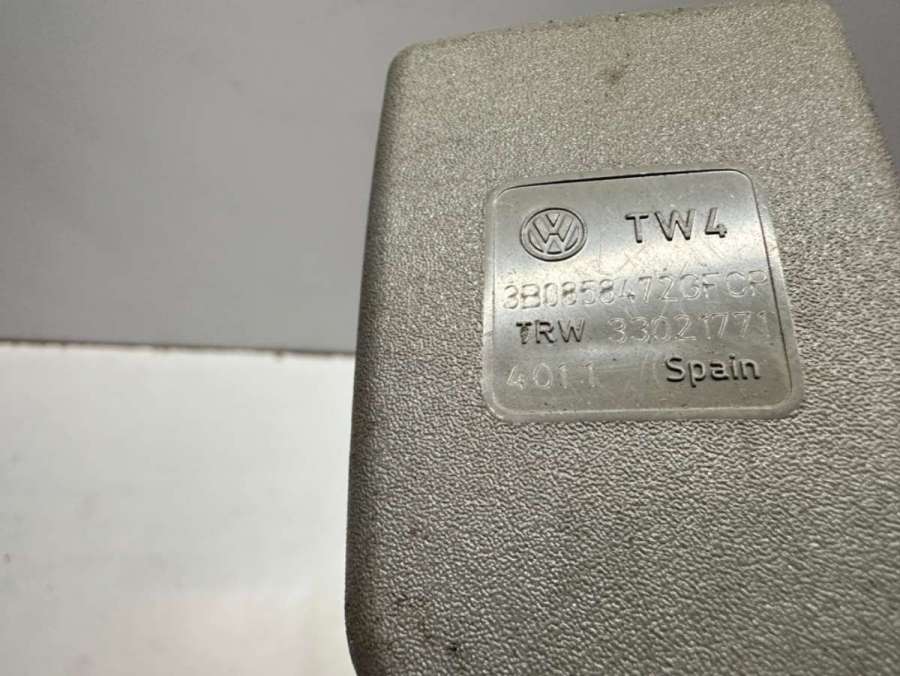 TW4
3B0858472GFCP
TRW 33021771
401.1 Spain